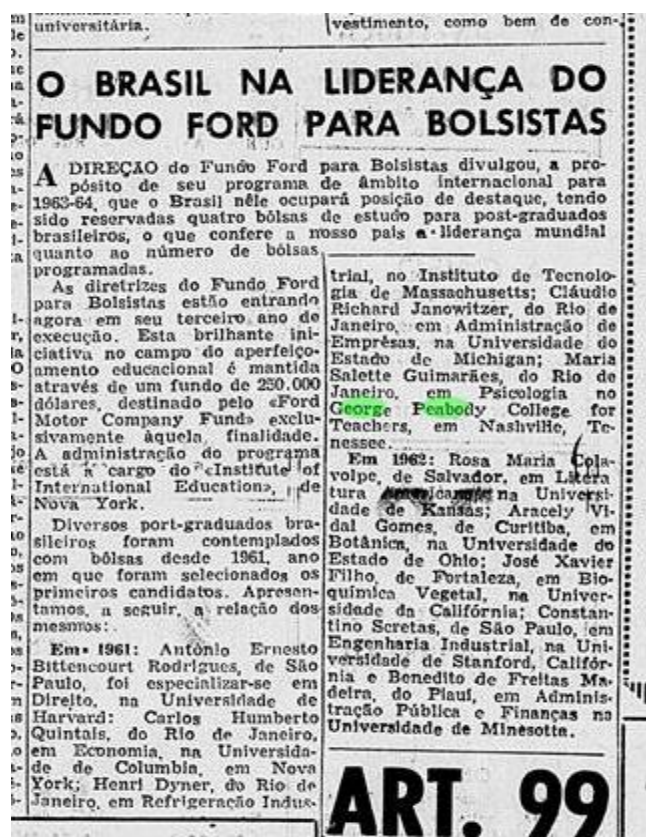 universitária.
vestimento, como bem de con-
O BRASIL NA LIDERANÇA DO
FUNDO FORD PARA BOLSISTAS
A DIREÇÃO do Fundo Ford para Bolsistas divulgou, a pro-
pósito de seu programa de âmbito internacional para
1963-64, que o Brasil nêle ocupará posição de destaque, tendo
sido reservadas quatro bôlsas de estudo para post-graduados
brasileiros, o que confere a nosso país a liderança mundial
quanto ao número de bôlsas
programadas.
As diretrizes do Fundo Ford
para Bolsistas estão entrando
agora em seu terceiro ano de
execução. Esta brilhante ini-
ciativa no campo do aperfeiço-
amento educacional é mantida
através de um fundo de 250.000
dólares, destinado pelo «Ford
Motor Company Fund» exclu-
sivamente àquela finalidade.
A administração do programa
está a cargo do «Institute of
International Education», de
Nova York.
Diversos port-graduados bra-
sileiros foram contemplados
com bôlsas desde 1961, ano
em que foram selecionados os
primeiros candidatos. Apresen-
tamos, a seguir, a relação dos
mesmos:
Em 1961: Antônio Ernesto
Bittencourt Rodrigues, de São
Paulo, foi especializar-se em
Direito, na Universidade de
Harvard: Carlos Humberto
Quintais, do Rio de Janeiro,
em Economia, na Universida-
de de Columbia, em Nova
York; Henri Dyner, do Rio de
Janeiro, em Refrigeração Indus-
trial, no Instituto de Tecnolo-
gia de Massachusetts; Cláudio
Richard Janowitzer, do Rio de
Janeiro, em Administração de
Emprêsas, na Universidade do
Estado de Michigan; Maria
Salette Guimarães, do Rio de
Janeiro, em Psicologia no
George Peabody College for
Teachers, em Nashville, Te-
nessee.
Em 1962: Rosa Maria Cola-
volpe, de Salvador, em Litera
tura na Universi-
dade de Kansas; Aracely Vi-
dal Gomes, de Curitiba, em
Botânica, na Universidade do
Estado de Ohio; José Xavier
Filho, de Fortaleza, em Bio-
química Vegetal, na Univer-
sidade da Califórnia; Constan-
tino Scretas, de São Paulo, em
Engenharia Industrial, na Uni-
versidade de Stanford, Califór-
nia e Benedito de Freitas Ma-
deira, do Piauí, em Adminis-
tração Pública e Finanças na
Universidade de Minesotta.
ART. 99